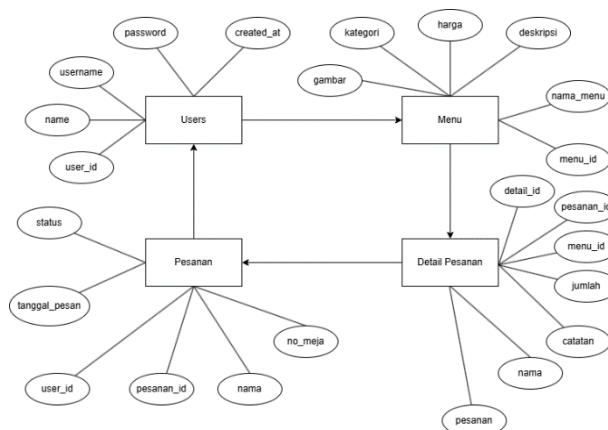 password
created_at
username
name
user_id
Users
kategori
harga
deskripsi
gambar
nama_menu
Menu
menu_id
status
Pesanan
tanggal_pesan
no_meja
user_id
pesanan_id
nama
detail_id
pesanan_id
menu_id
Detail Pesanan
jumlah
catatan
nama
pesanan